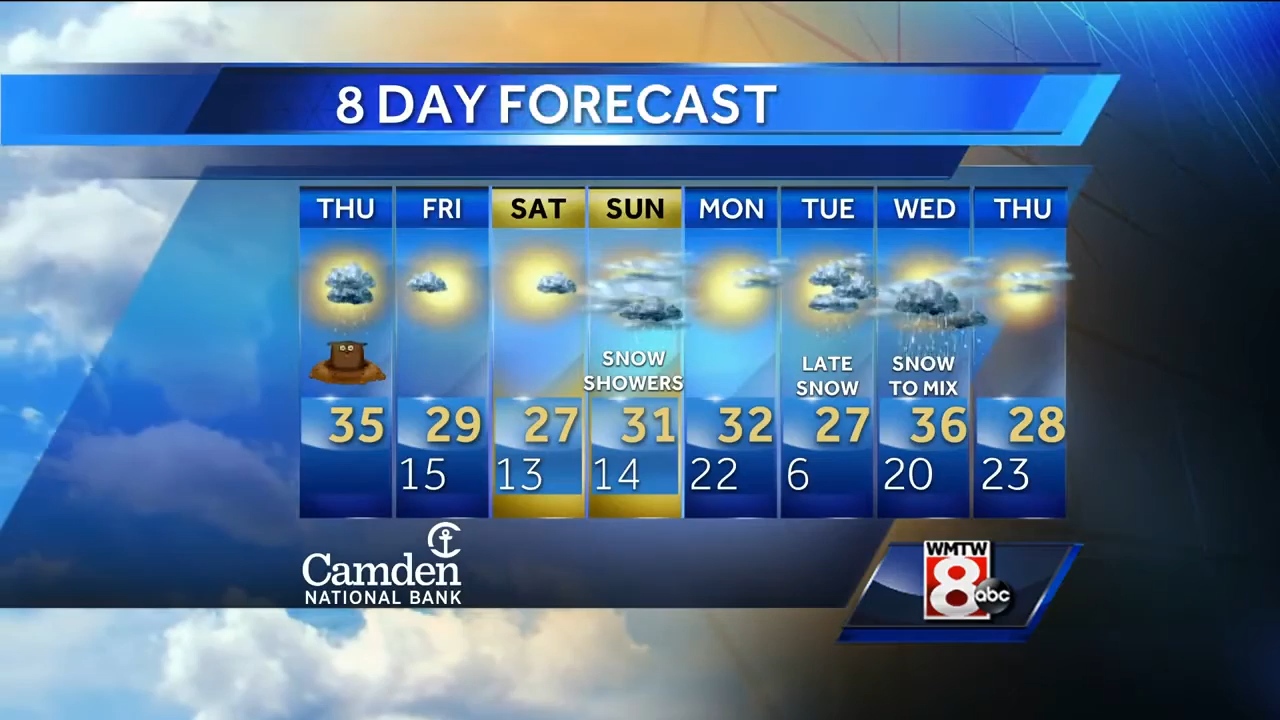 8 DAY FORECAST
THU FRI SAT SUN MON TUE WED THU
SNOW SHOWERS
LATE SNOW
SNOW TO MIX
35 29 27 31 32 27 36 28
15 13 14 22 6 20 23
Camden
NATIONAL BANK
WMTW
8
abc